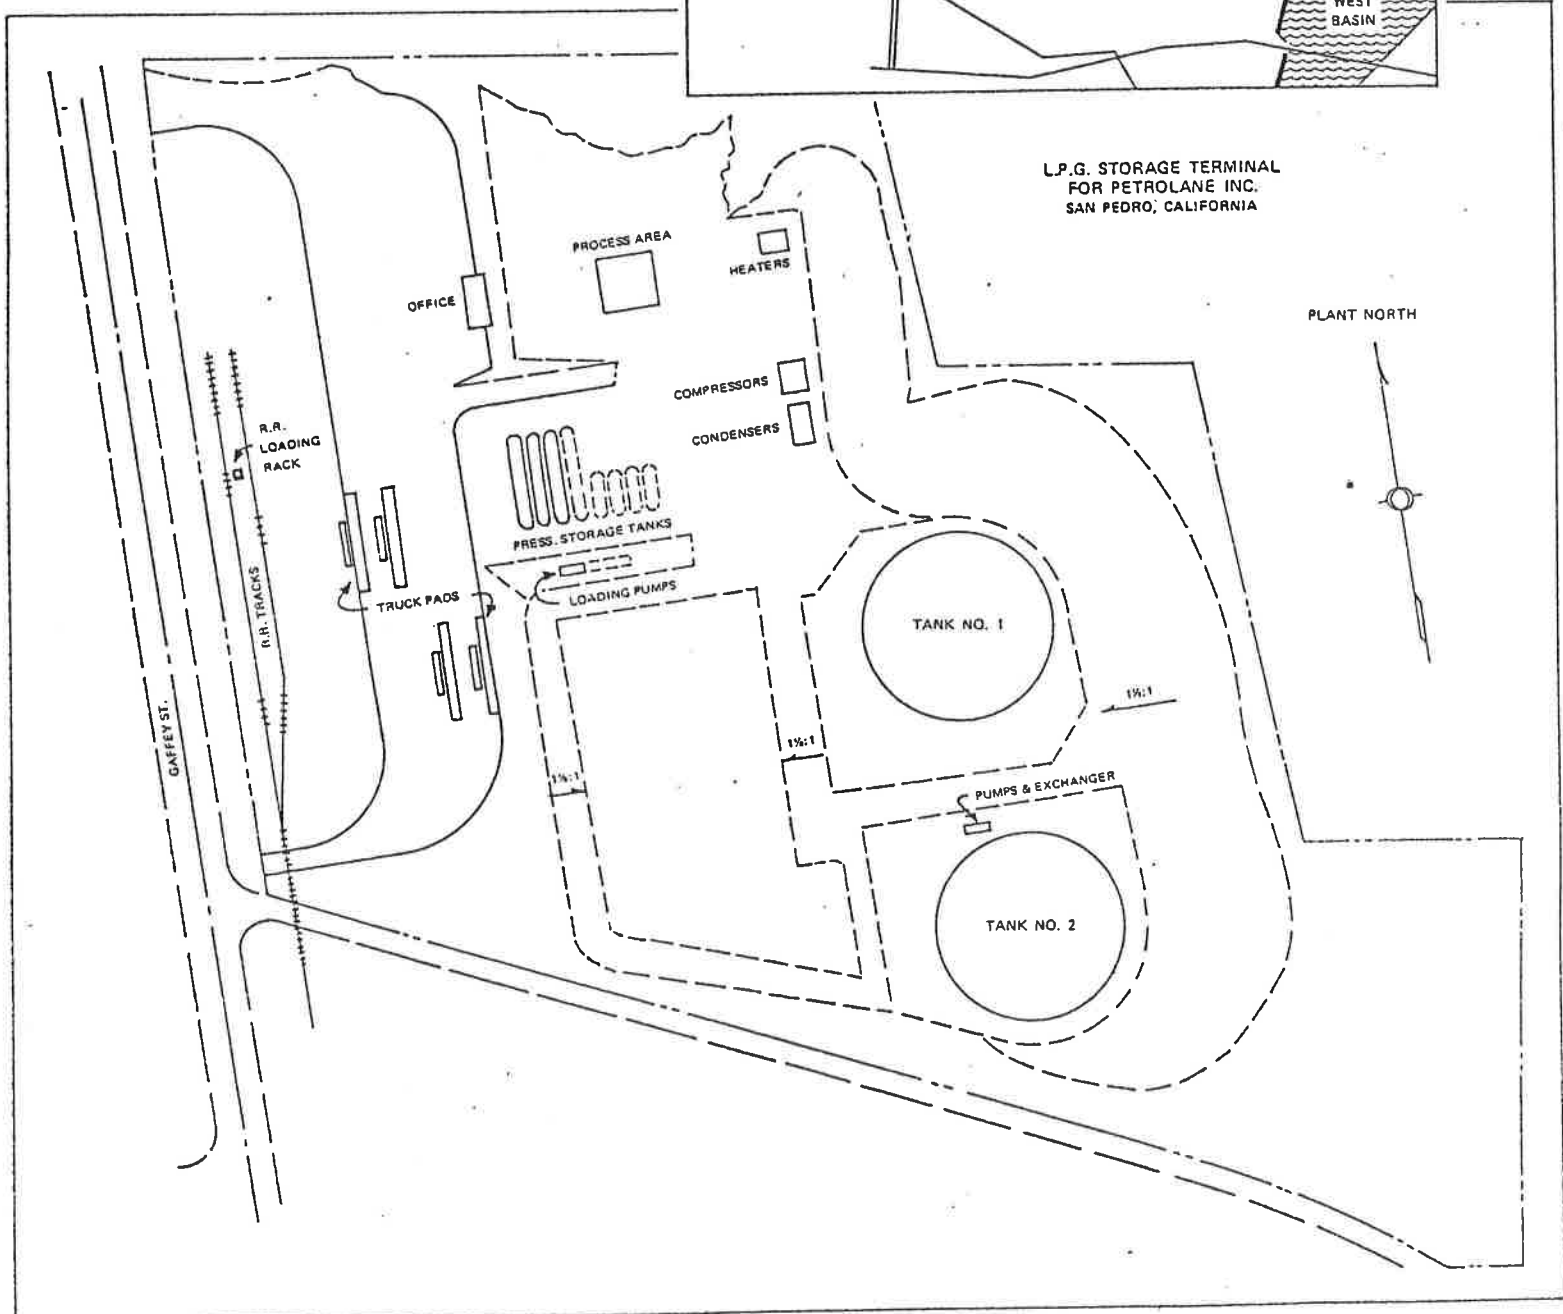 WEST
BASIN
L.P.G. STORAGE TERMINAL
FOR PETROLANE INC.
SAN PEDRO, CALIFORNIA
PROCESS AREA
HEATERS
OFFICE
PLANT NORTH
COMPRESSORS
CONDENSERS
R.R.
LOADING
RACK
PRESS. STORAGE TANKS
LOADING PUMPS
TRUCK PADS
R.R. TRACKS
TANK NO. 1
1½:1
1½:1
1½:1
GAFFEY ST.
PUMPS & EXCHANGER
TANK NO. 2